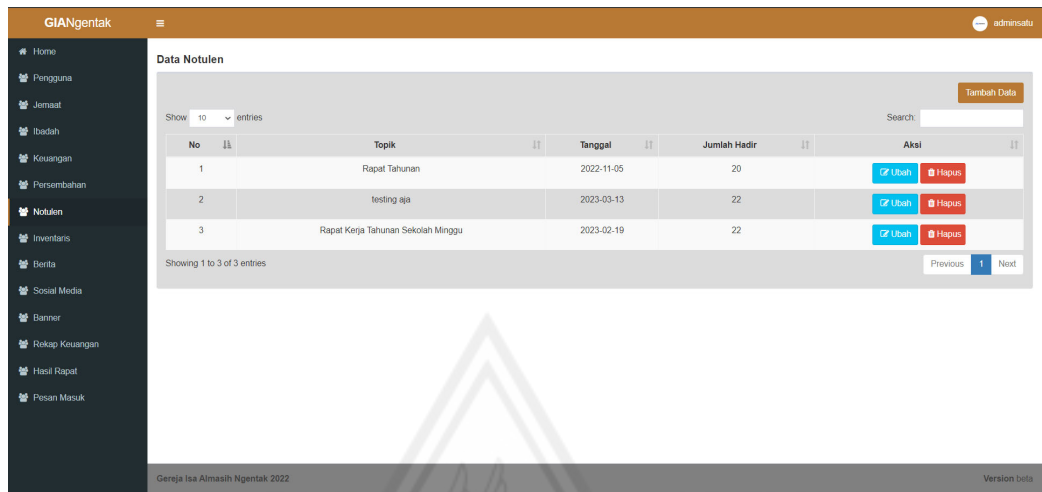 GIANgentak
adminsatu
Home
Pengguna
Jemaat
Ibadah
Keuangan
Persembahan
Notulen
Inventaris
Berita
Sosial Media
Banner
Rekap Keuangan
Hasil Rapat
Pesan Masuk
Data Notulen
Tambah Data
Show 10 entries Search:
No Topik Tanggal Jumlah Hadir Aksi
1 Rapat Tahunan 2022-11-05 20 Ubah Hapus
2 testing aja 2023-03-13 22 Ubah Hapus
3 Rapat Kerja Tahunan Sekolah Minggu 2023-02-19 22 Ubah Hapus
Showing 1 to 3 of 3 entries Previous 1 Next
Gereja Isa Almasih Ngentak 2022 Version beta